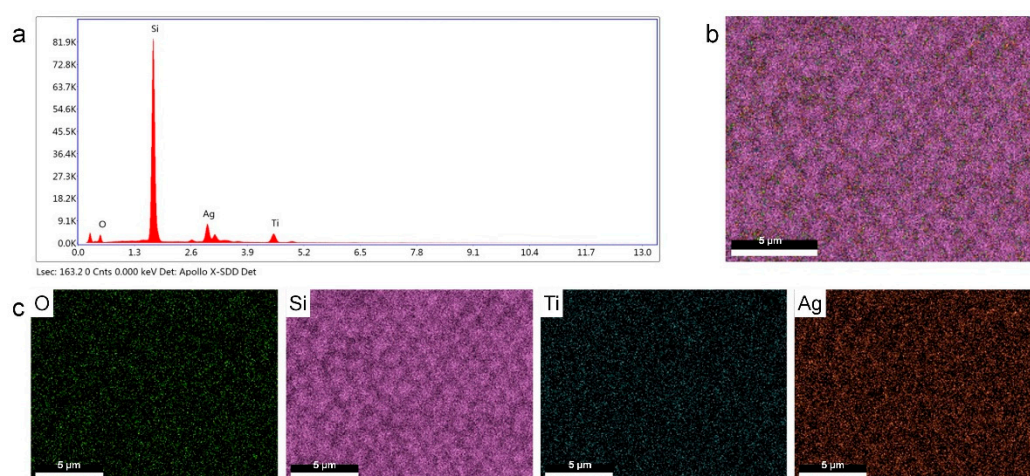 a
b
Si
81.9K
72.8K
63.7K
54.6K
45.5K
36.4K
27.3K
18.2K
9.1K
0.0K
O
Ag
Ti
0.0
1.3
2.6
3.9
5.2
6.5
7.8
9.1
10.4
11.7
13.0
Lsec: 163.2 0 Cnts 0.000 keV Det: Apollo X-SDD Det
5 µm
c
O
Si
Ti
Ag
5 µm
5 µm
5 µm
5 µm